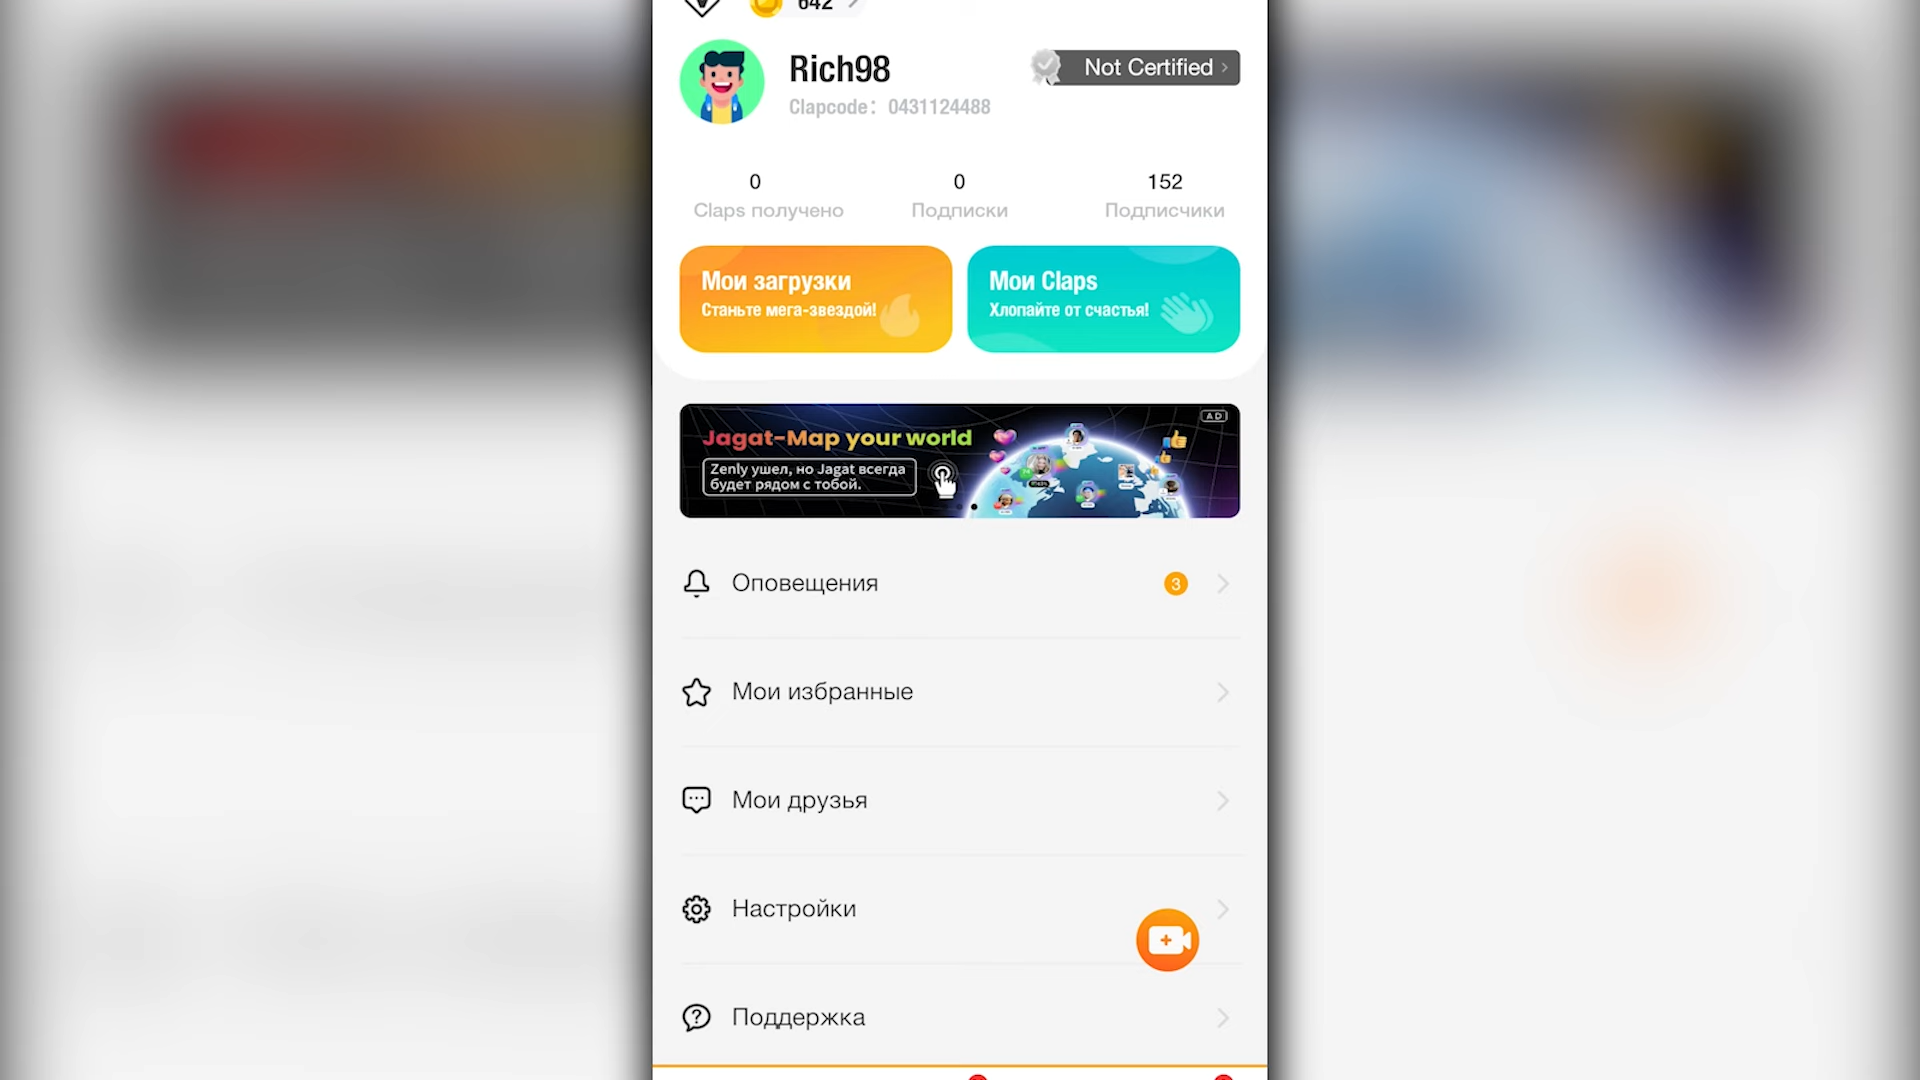 642
Rich98
Not Certified
Clapcode: 0431124488
0
0
152
Claps получено
Подписки
Подписчики
Мои загрузки
Станьте мега-звездой!
Мои Claps
Хлопайте от счастья!
AD
Jagat-Map your world
Zenly ушел, но Jagat всегда
будет рядом с тобой.
Оповещения
3
Мои избранные
Мои друзья
Настройки
Поддержка